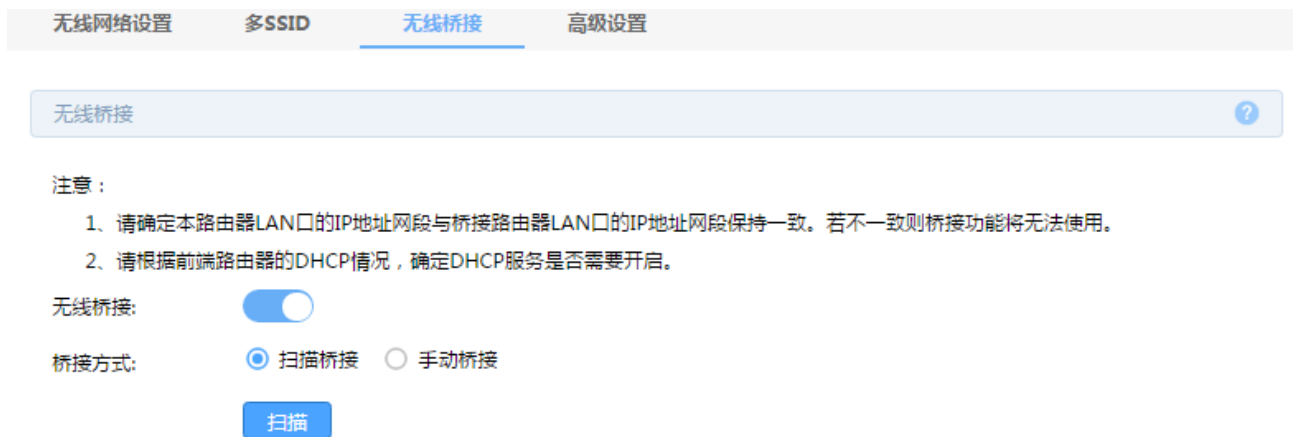 无线网络设置 多SSID 无线桥接 高级设置
无线桥接 ?
注意：
1、请确定本路由器LAN口的IP地址网段与桥接路由器LAN口的IP地址网段保持一致。若不一致则桥接功能将无法使用。
2、请根据前端路由器的DHCP情况，确定DHCP服务是否需要开启。
无线桥接:
桥接方式: 扫描桥接 手动桥接
扫描